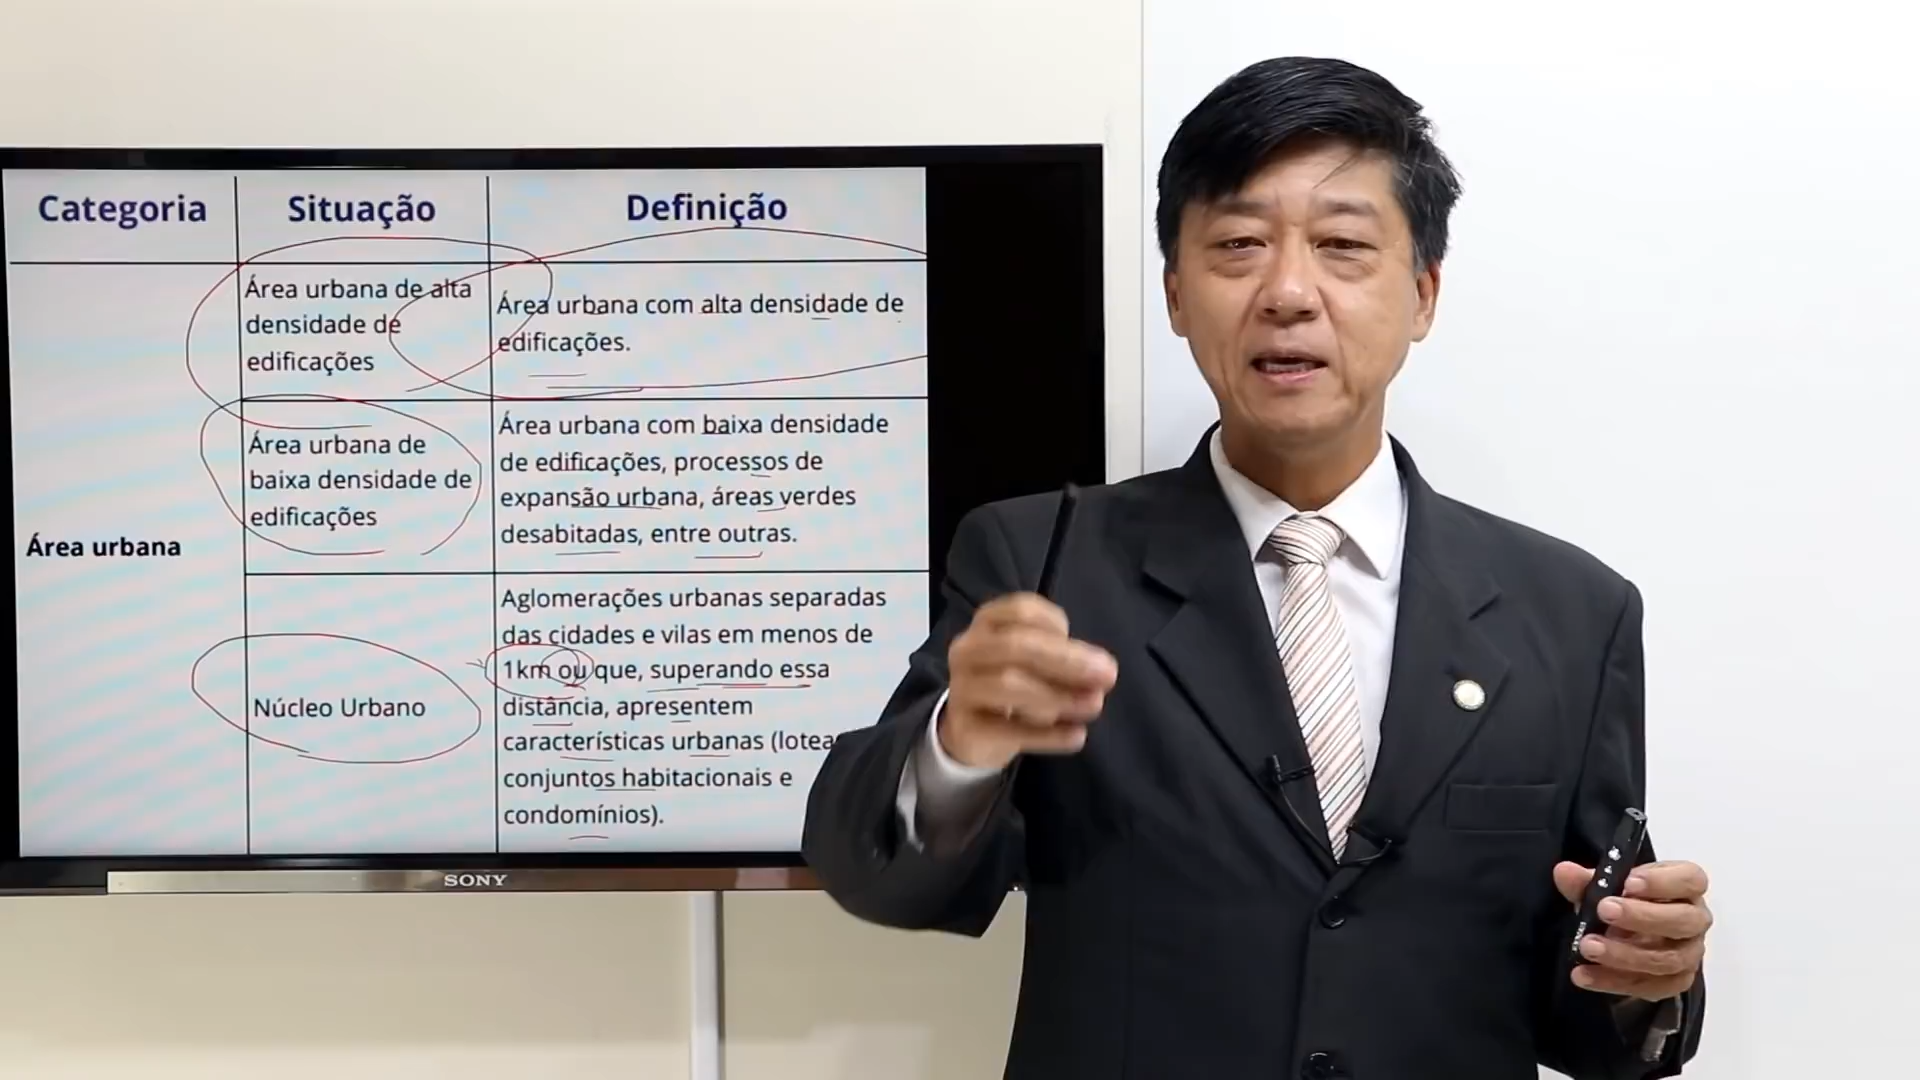 Categoria
Situação
Definição
Área urbana
Área urbana de alta
densidade de
edificações
Área urbana com alta densidade de
edificações.
Área urbana de
baixa densidade de
edificações
Área urbana com baixa densidade
de edificações, processos de
expansão urbana, áreas verdes
desabitadas, entre outras.
Núcleo Urbano
Aglomerações urbanas separadas
das cidades e vilas em menos de
1km ou que, superando essa
distância, apresentem
características urbanas (lotea
conjuntos habitacionais e
condomínios).
SONY